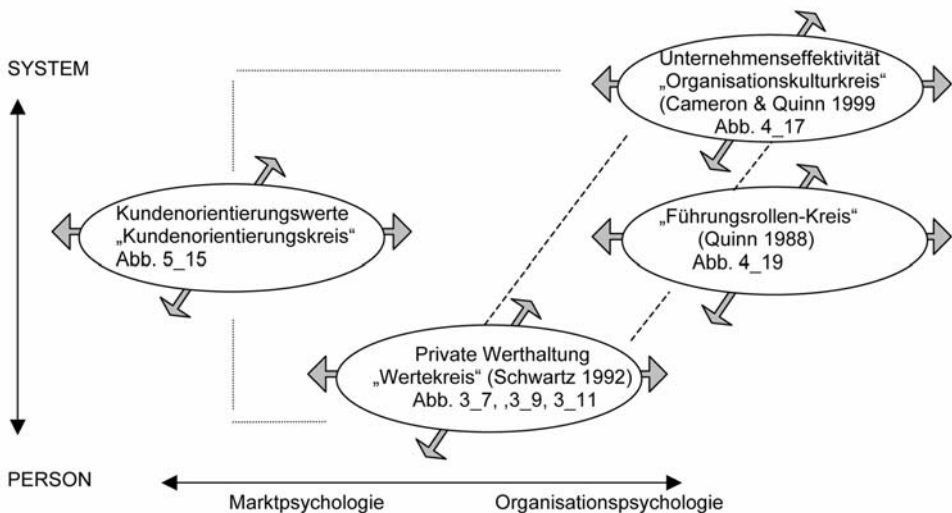 SYSTEM
Unternehmenseffektivität
„Organisationskulturkreis“
(Cameron & Quinn 1999
Abb. 4_17
Kundenorientierungswerte
„Kundenorientierungskreis“
Abb. 5_15
„Führungsrollen-Kreis“
(Quinn 1988)
Abb. 4_19
Private Werthaltung
„Wertekreis“ (Schwartz 1992)
Abb. 3_7, ,3_9, 3_11
PERSON
Marktpsychologie
Organisationspsychologie